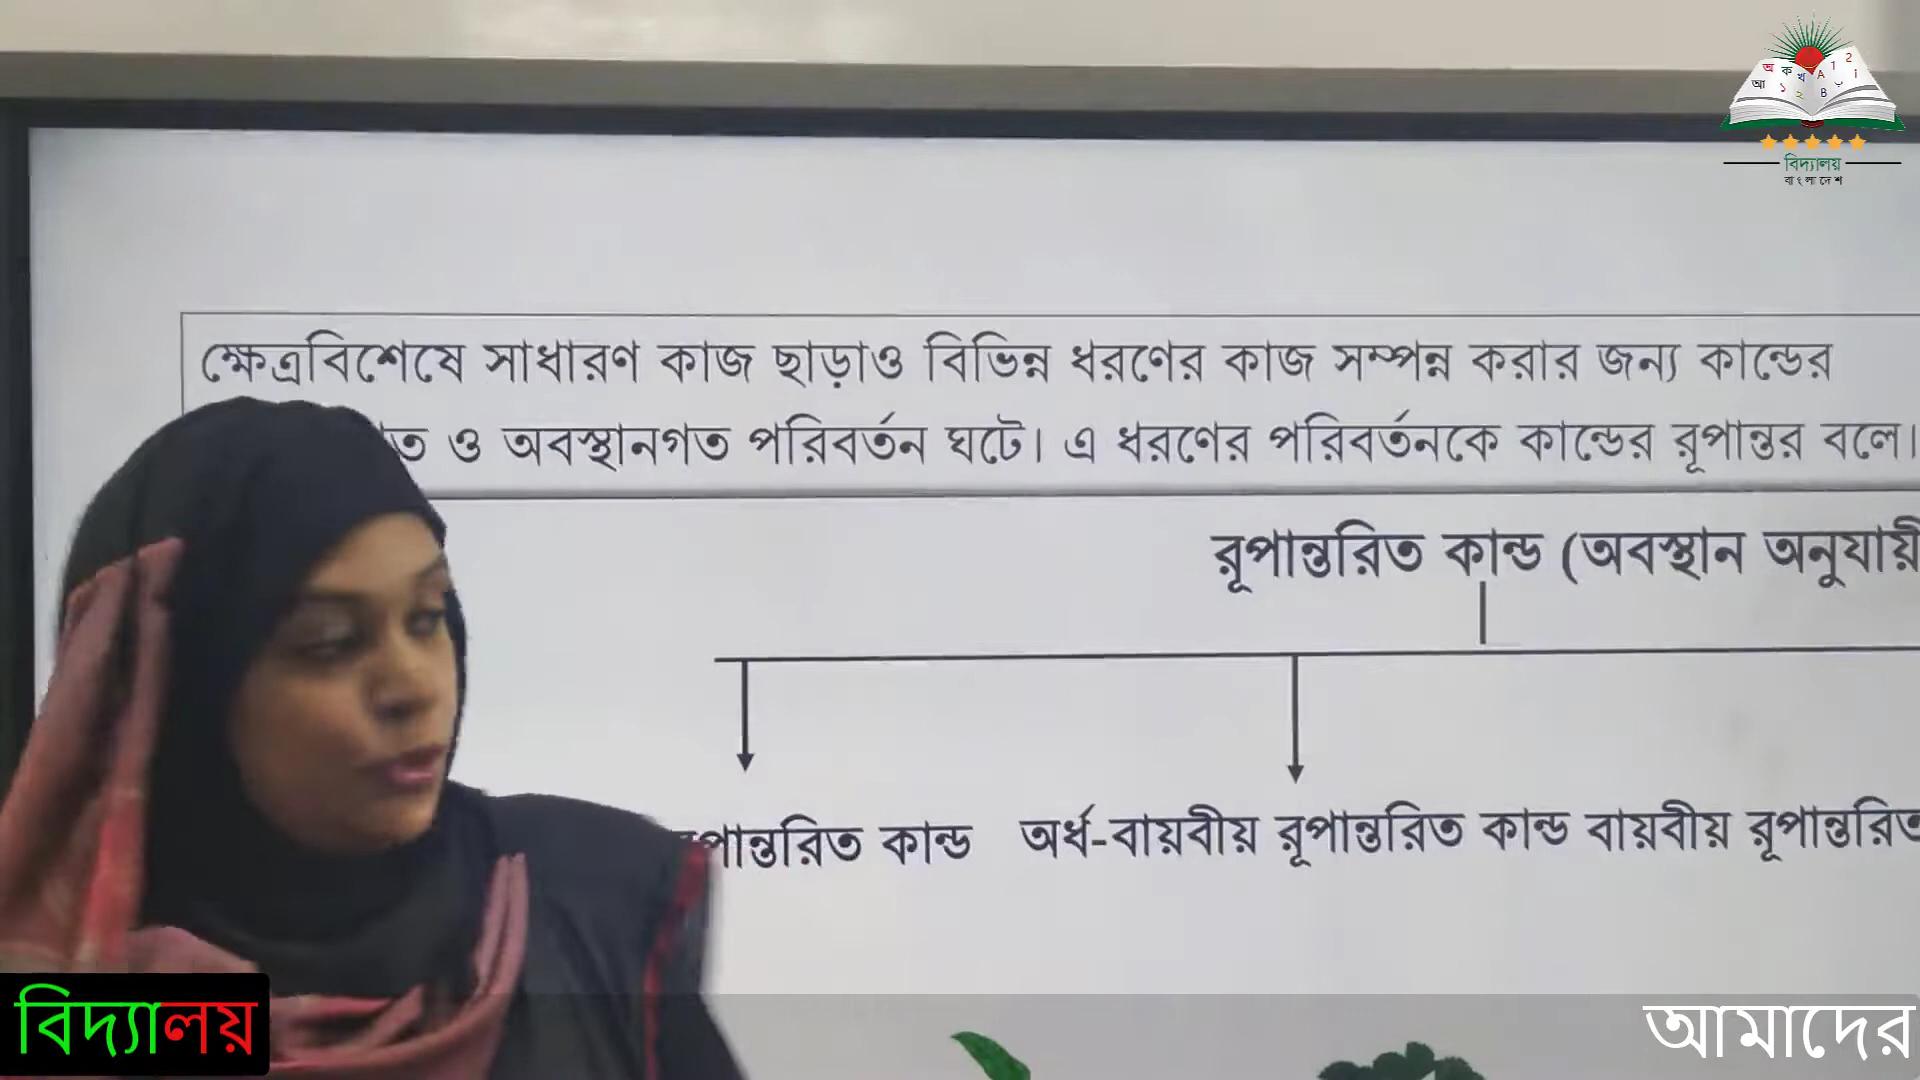 ক্ষেত্রবিশেষে সাধারণ কাজ ছাড়াও বিভিন্ন ধরণের কাজ সম্পন্ন করার জন্য কান্ডের
ও অবস্থানগত পরিবর্তন ঘটে। এ ধরণের পরিবর্তনকে কান্ডের রূপান্তর বলে।
রূপান্তরিত কান্ড (অবস্থান অনুযায়ী
কান্ড অর্ধ-বায়বীয় রূপান্তরিত কান্ড বায়বীয় রূপান্তরিত
বিদ্যালয়
বাংলাদেশ
বিদ্যালয়
আমাদের